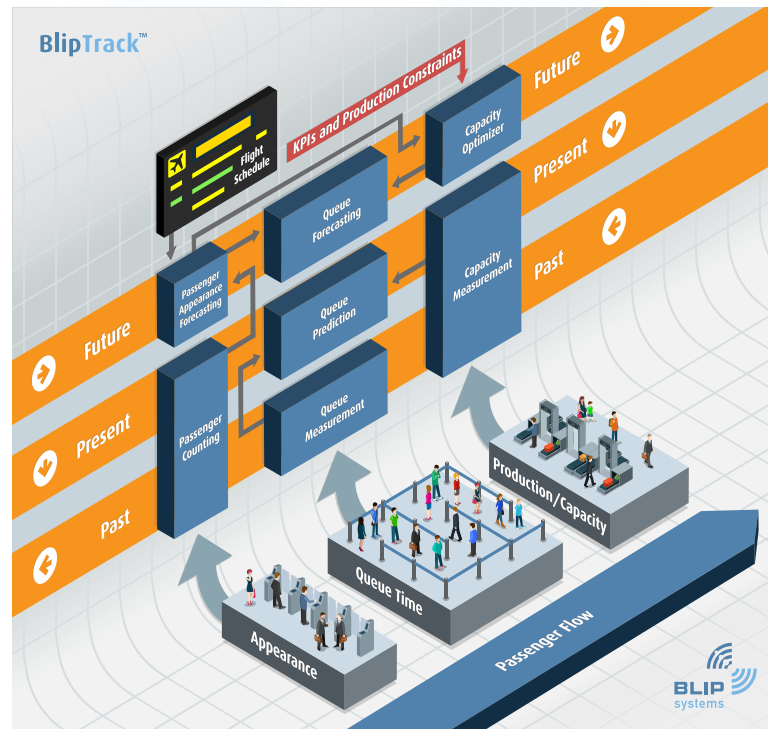 BlipTrack™
KPIs and Production Constraints
Flight
Schedule
Future
Present
Past
Capacity
Optimizer
Queue
Forecasting
Capacity
Measurement
Passenger
Appearance
Forecasting
Queue
Prediction
Future
Present
Past
Passenger
Counting
Queue
Measurement
Production/Capacity
Queue Time
Appearance
Passenger Flow
BLIP
systems